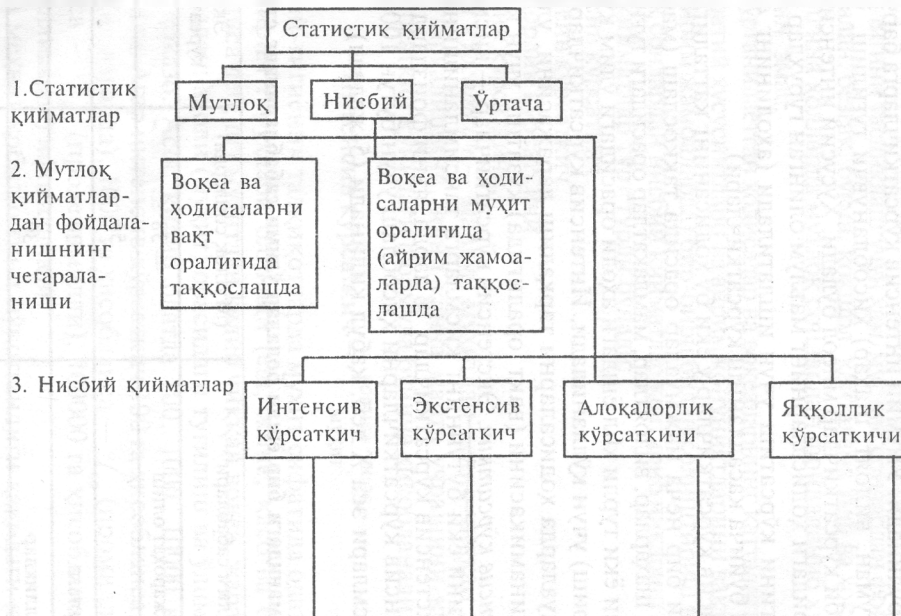 Статистик қийматлар
1.Статистик
қийматлар
Мутлоқ
Нисбий
Ўртача
2. Мутлоқ
қийматлар-
дан фойдала-
нишнинг
чегарала-
ниши
Воқеа ва
ҳодисаларни
вақт
оралиғида
таққослашда
Воқеа ва ҳоди-
саларни муҳит
оралиғида
(айрим жамоа-
ларда) таққос-
лашда
3. Нисбий қийматлар
Интенсив
кўрсаткич
Экстенсив
кўрсаткич
Алоқадорлик
кўрсаткичи
Яққоллик
кўрсаткичи